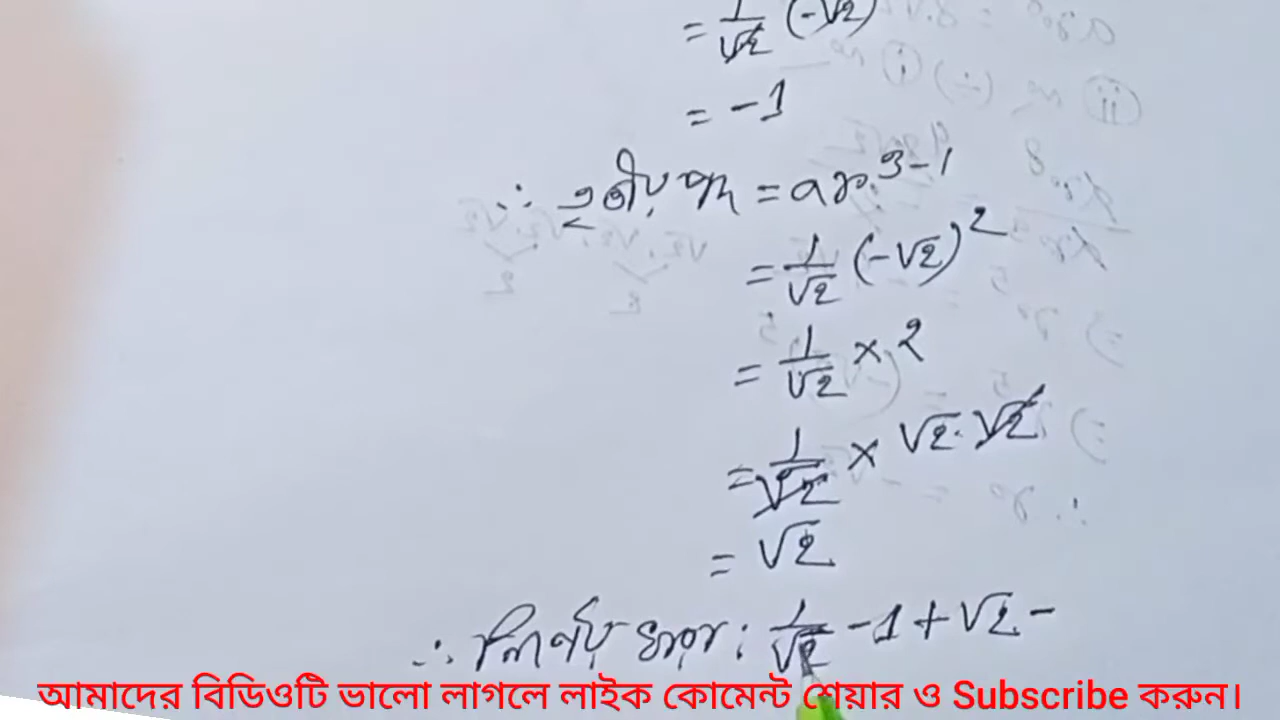 = 1/√2 (-√2)
= -1
∴ তৃতীয় পদ = ar^3-1
= 1/√2 (-√2)^2
= 1/√2 × 2
= 1/√2 × √2 . √2
= √2
∴ নির্ণেয় ধারা : 1/√2 - 1 + √2 -
আমাদের বিডিওটি ভালো লাগলে লাইক কোমেন্ট শেয়ার ও Subscribe করুন।